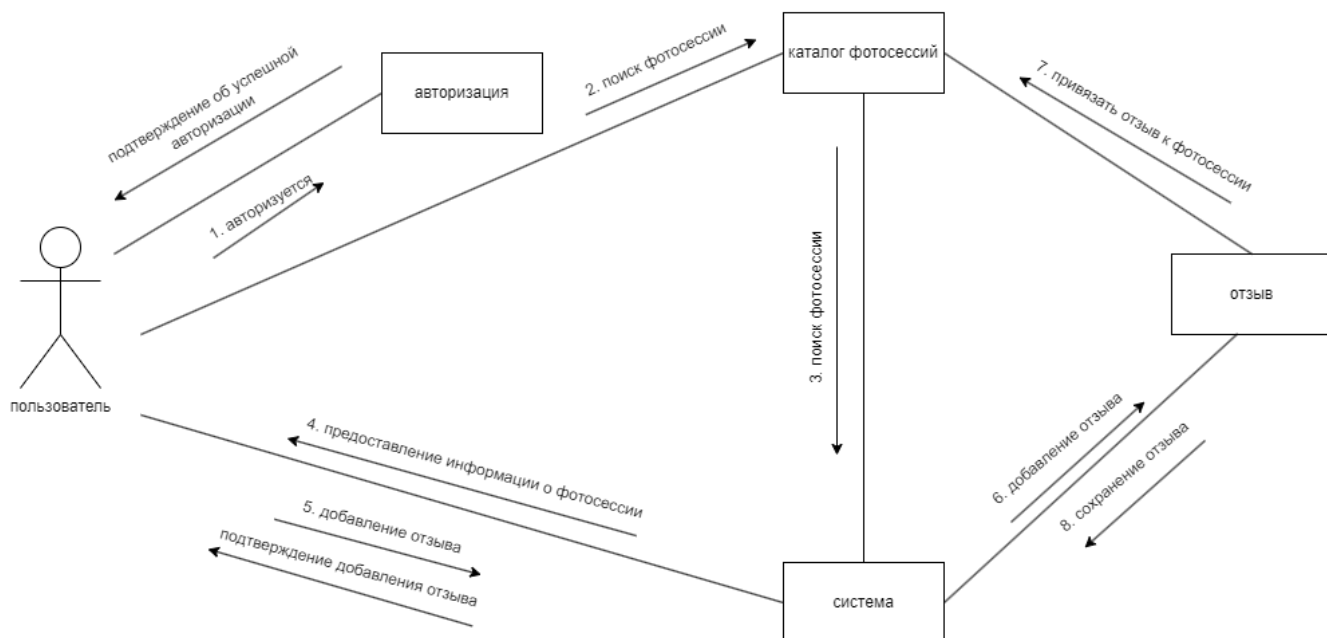 каталог фотосессий
2. поиск фотосессии
подтверждение об успешной
авторизации
авторизация
7. привязать отзыв к фотосессии
1. авторизуется
отзыв
3. поиск фотосессии
пользователь
4. предоставление информации о фотосессии
6. добавление отзыва
8. сохранение отзыва
5. добавление отзыва
подтверждение добавления отзыва
система